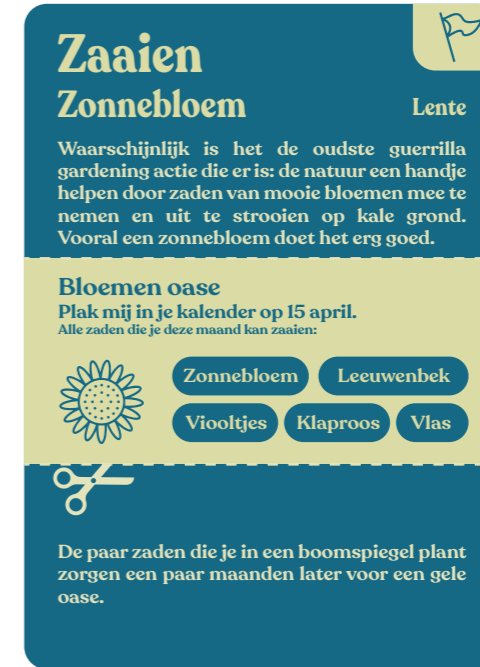 Zaaien
Zonnebloem Lente
Waarschijnlijk is het de oudste guerrilla
gardening actie die er is: de natuur een handje
helpen door zaden van mooie bloemen mee te
nemen en uit te strooien op kale grond.
Vooral een zonnebloem doet het erg goed.
Bloemen oase
Plak mij in je kalender op 15 april.
Alle zaden die je deze maand kan zaaien:
Zonnebloem Leeuwenbek
Viooltjes Klaproos Vlas
De paar zaden die je in een boomspiegel plant
zorgen een paar maanden later voor een gele
oase.